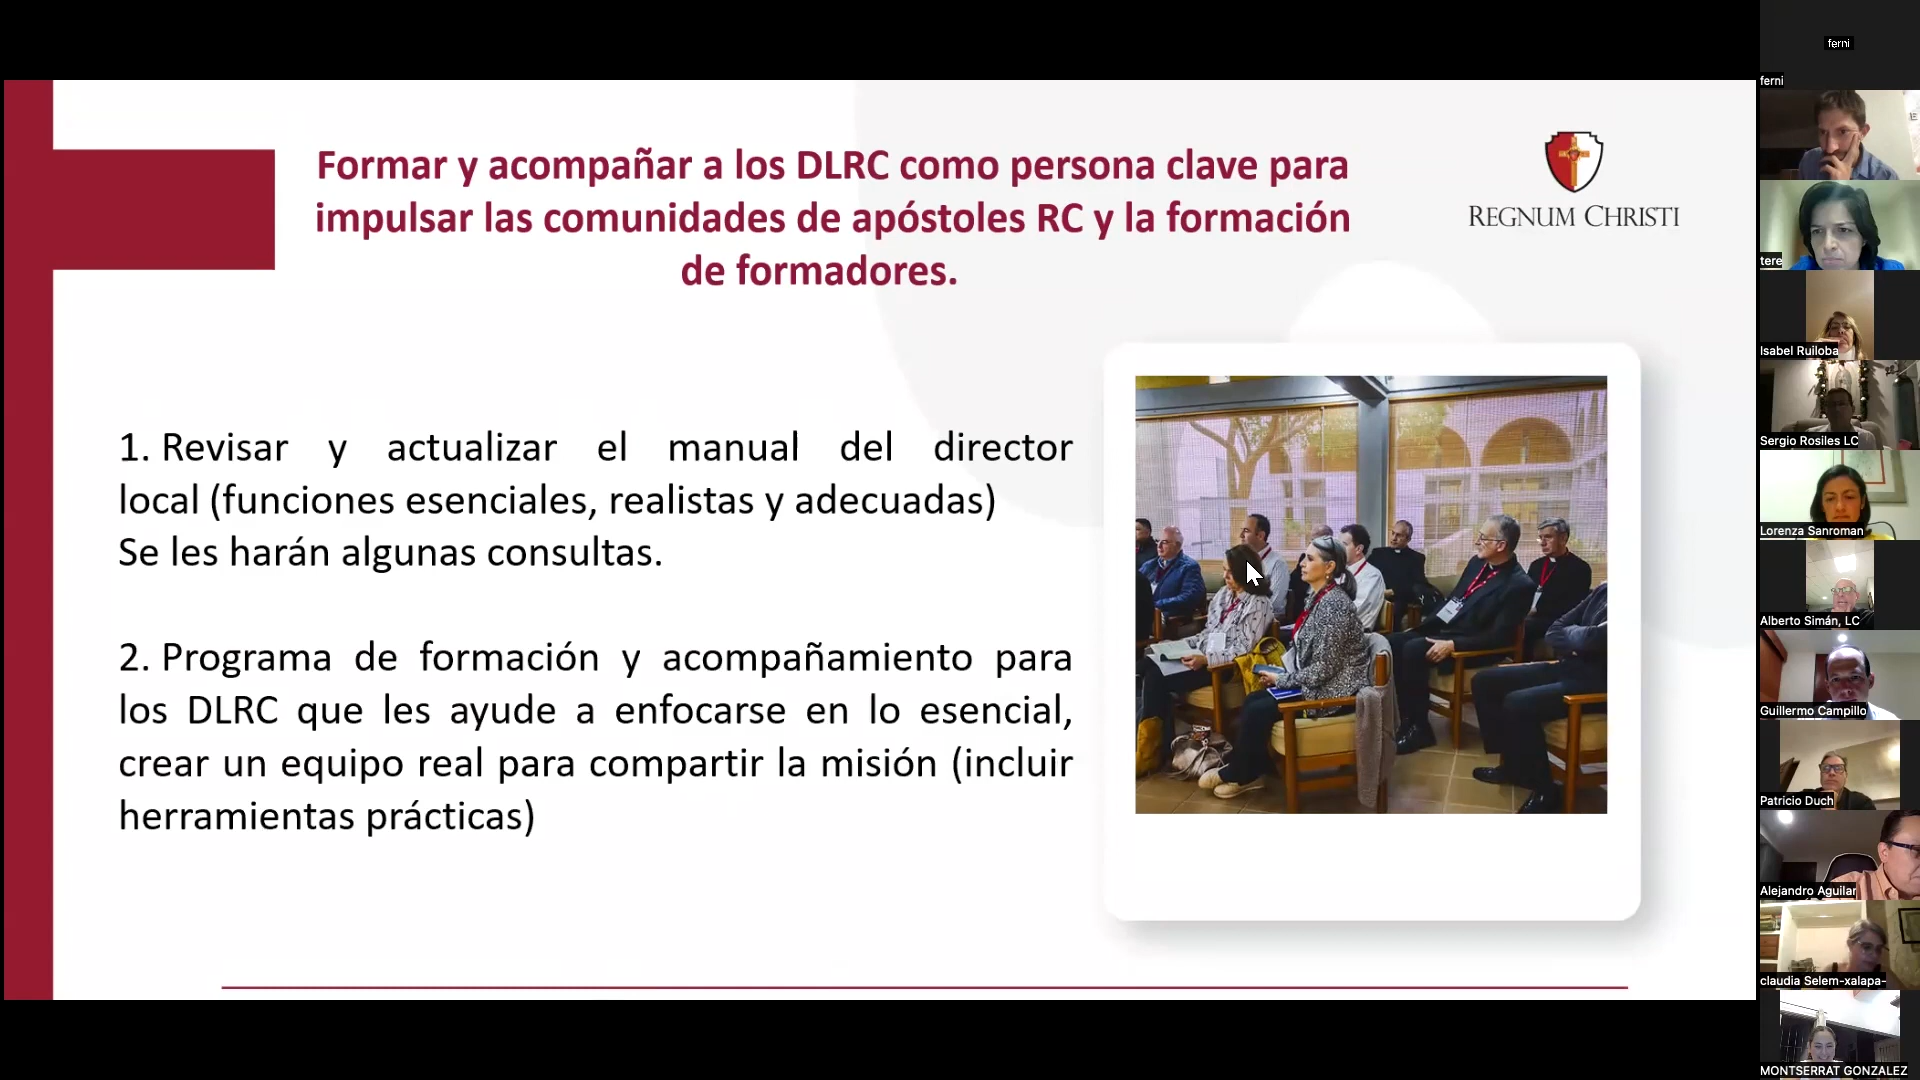 Formar y acompañar a los DLRC como persona clave para
impulsar las comunidades de apóstoles RC y la formación
de formadores.
REGNUM CHRISTI
1. Revisar y actualizar el manual del director
local (funciones esenciales, realistas y adecuadas)
Se les harán algunas consultas.
2. Programa de formación y acompañamiento para
los DLRC que les ayude a enfocarse en lo esencial,
crear un equipo real para compartir la misión (incluir
herramientas prácticas)
ferni
ferni
tere
Isabel Ruiloba
Sergio Rosiles LC
Lorenza Sanroman
Alberto Simán, LC
Guillermo Campillo
Patricio Duch
Alejandro Aguilar
claudia Selem-xalapa-
MONTSERRAT GONZALEZ